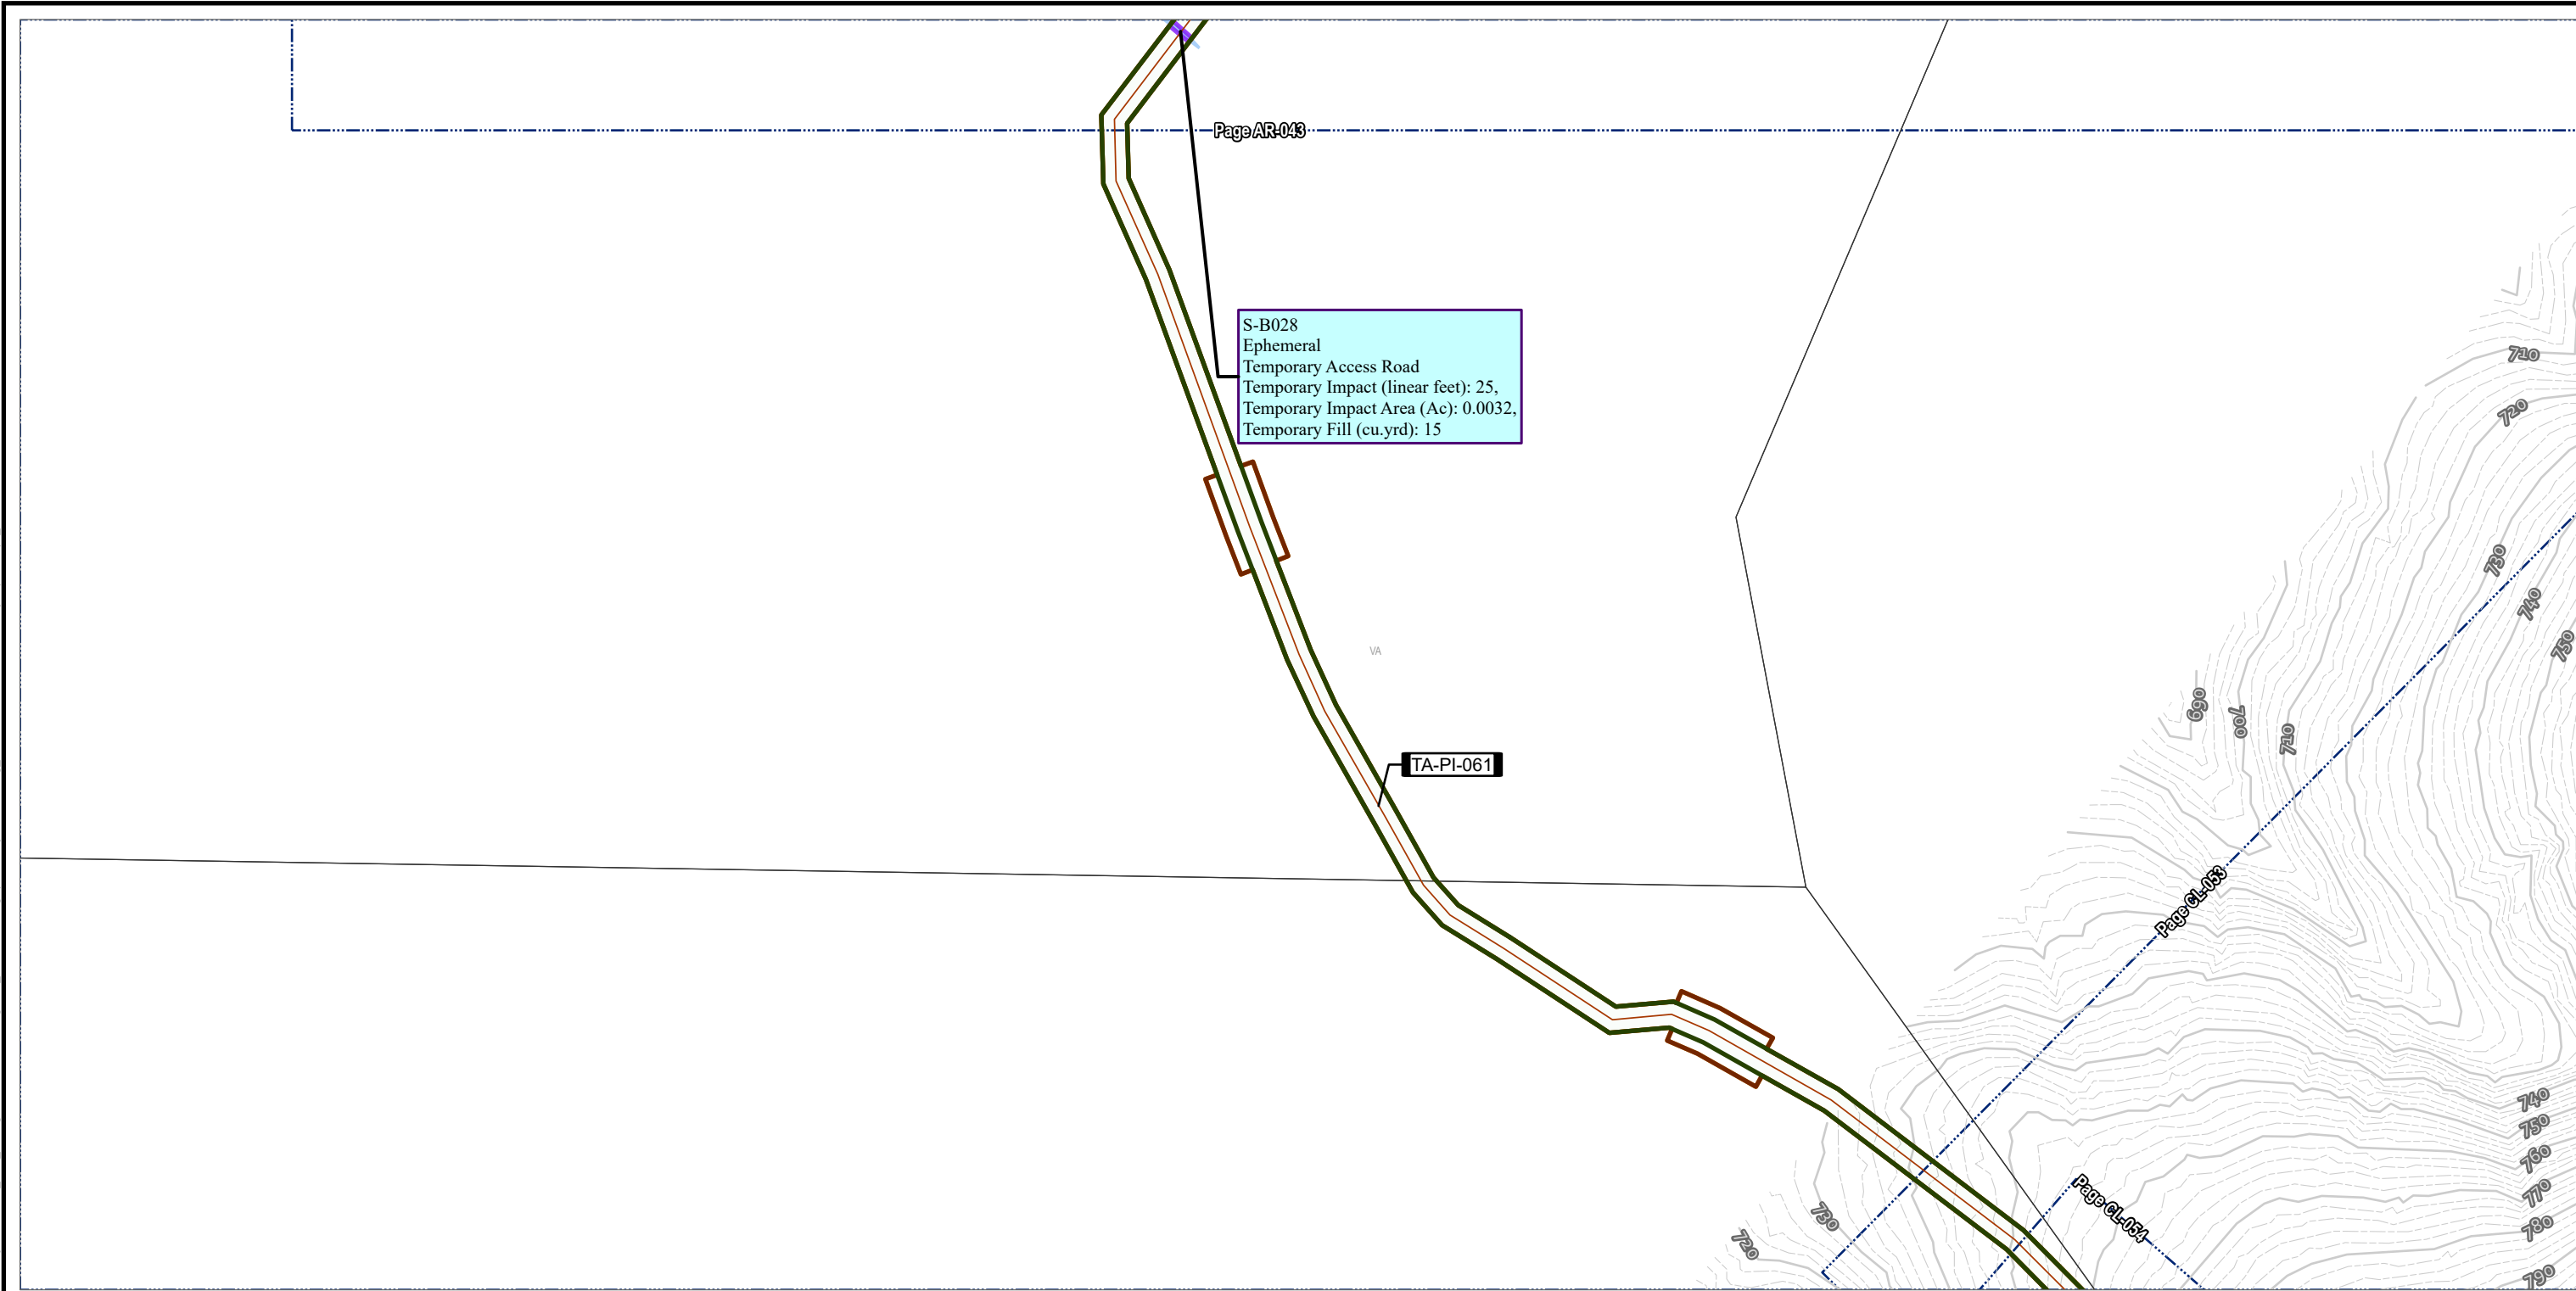 Page AR-043
S-B028
Ephemeral
Temporary Access Road
Temporary Impact (linear feet): 25,
Temporary Impact Area (Ac): 0.0032,
Temporary Fill (cu.yrd): 15
710
720
730
740
750
VA
690
700
710
TA-PI-061
Page CL-053
740
750
760
770
780
790
Page CL-054
730
720